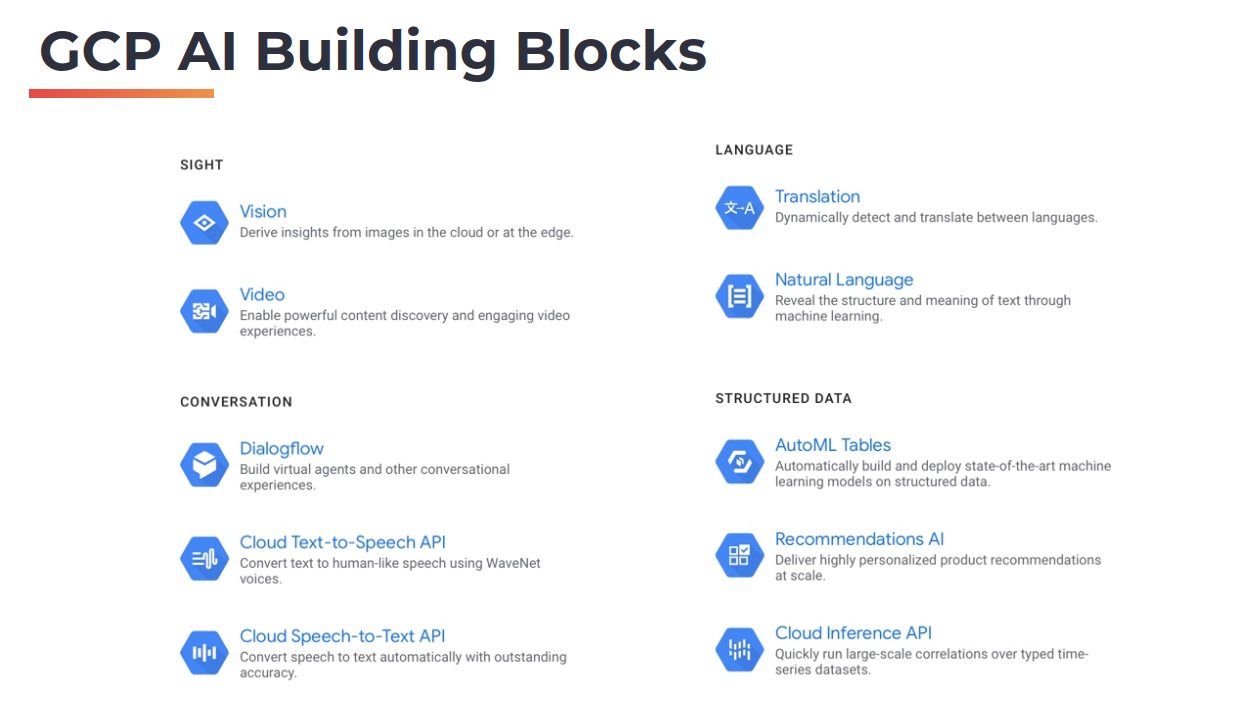 GCP AI Building Blocks
SIGHT
Vision
Derive insights from images in the cloud or at the edge.
Video
Enable powerful content discovery and engaging video
experiences.
CONVERSATION
Dialogflow
Build virtual agents and other conversational
experiences.
Cloud Text-to-Speech API
Convert text to human-like speech using WaveNet
voices.
Cloud Speech-to-Text API
Convert speech to text automatically with outstanding
accuracy.
LANGUAGE
文→A
Translation
Dynamically detect and translate between languages.
Natural Language
Reveal the structure and meaning of text through
machine learning.
STRUCTURED DATA
AutoML Tables
Automatically build and deploy state-of-the-art machine
learning models on structured data.
Recommendations AI
Deliver highly personalized product recommendations
at scale.
Cloud Inference API
Quickly run large-scale correlations over typed time-
series datasets.